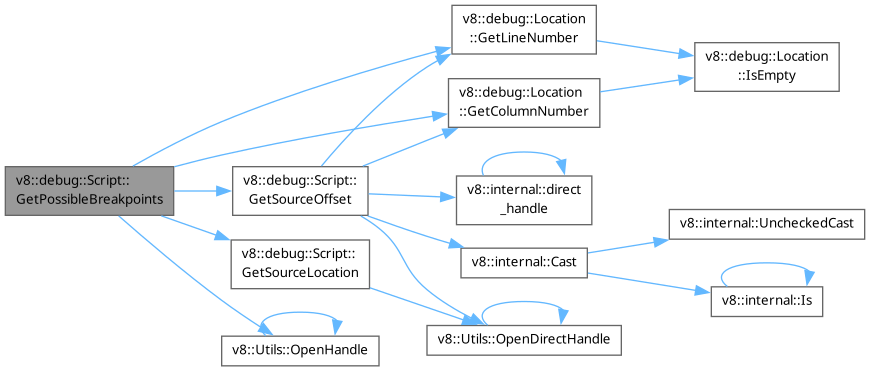 v8::debug::Location
::GetLineNumber
v8::debug::Location
::IsEmpty
v8::debug::Location
::GetColumnNumber
v8::debug::Script::
GetPossibleBreakpoints
v8::debug::Script::
GetSourceOffset
v8::internal::direct
_handle
v8::internal::UncheckedCast
v8::debug::Script::
GetSourceLocation
v8::internal::Cast
v8::internal::Is
v8::Utils::OpenHandle
v8::Utils::OpenDirectHandle